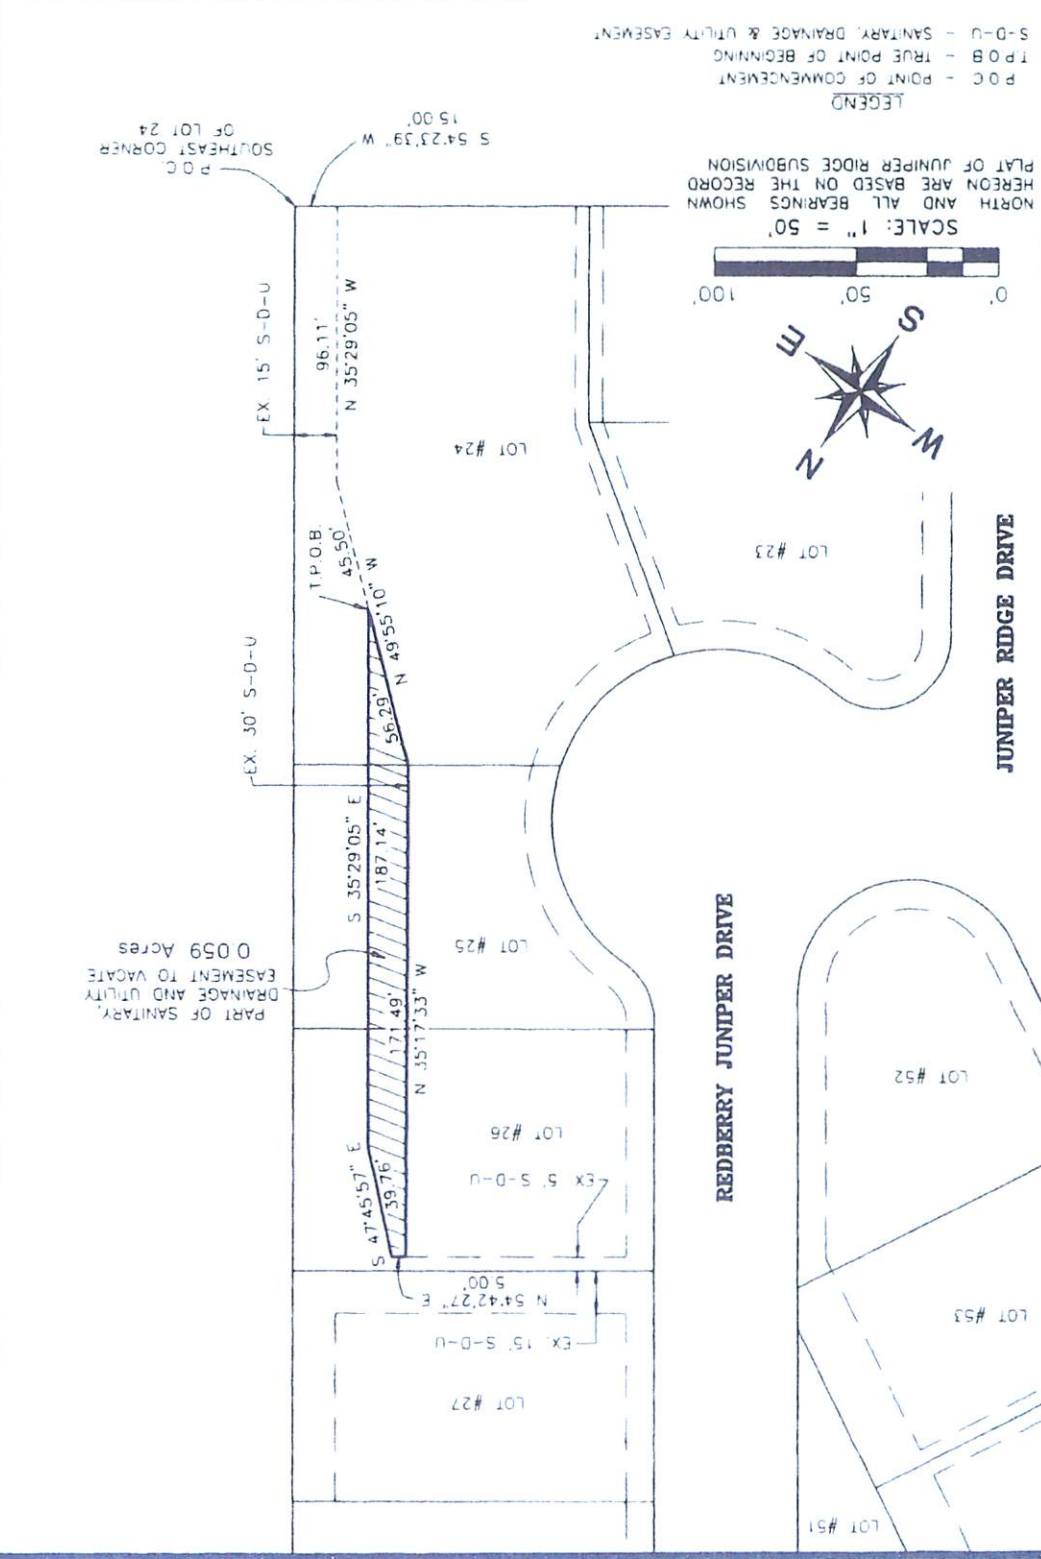 S-D-U - SANITARY, DRAINAGE & UTILITY EASEMENT
T.P.O.B - TRUE POINT OF BEGINNING
P.O.C - POINT OF COMMENCEMENT
LEGEND
NORTH AND ALL BEARINGS SHOWN
HEREON ARE BASED ON THE RECORD
PLAT OF JUNIPER RIDGE SUBDIVISION
SCALE: 1" = 50'
0' 50' 100'
N
E
S
W
P.O.C.
SOUTHEAST CORNER
OF LOT 24
S 54°23'39" W
15.00'
EX. 15' S-D-U
96.11'
N 35°29'05" W
LOT #24
LOT #23
T.P.O.B.
45.50'
N 49°55'10" W
56.29'
EX. 30' S-D-U
JUNIPER RIDGE DRIVE
S 35°29'05" E
187.14'
LOT #25
PART OF SANITARY,
DRAINAGE AND UTILITY
EASEMENT TO VACATE
0.059 Acres
171.49'
N 35°17'33" W
REDBERRY JUNIPER DRIVE
LOT #52
LOT #26
EX 5' S-D-U
S 47°45'57" E
39.76'
N 54°42'27" E
5.00'
EX. 15' S-D-U
LOT #27
LOT #53
LOT #51